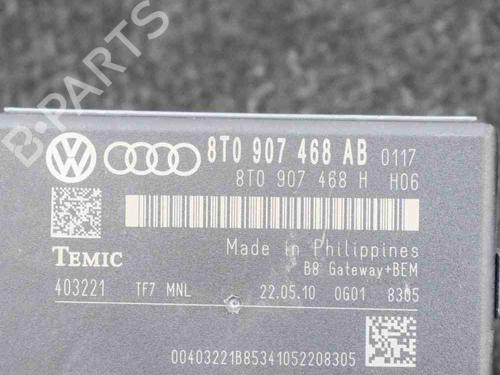 B-PARTS
8T0 907 468 AB 0117
8T0 907 468 H H06
TEMIC
Made in Philippines
B8 Gateway+BEM
403221 TF7 MNL 22.05.10 0G01 8305
00403221B85341052208305
B-PARTS